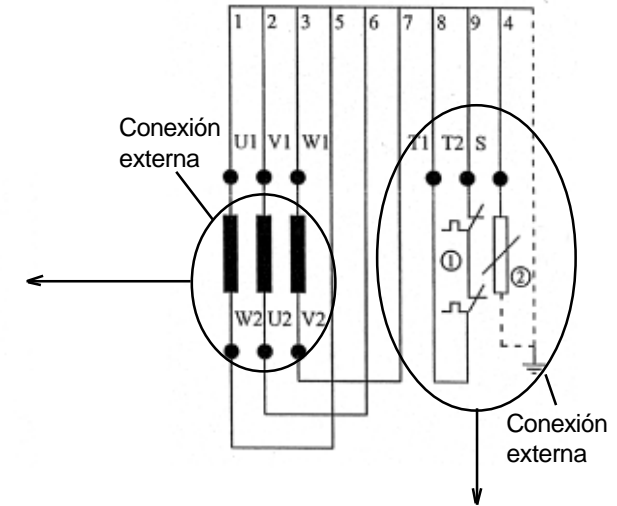 1 2 3 5 6 7 8 9 4
Conexión
externa
U1 V1 W1
T1 T2 S
①
②
W2 U2 V2
Conexión
externa